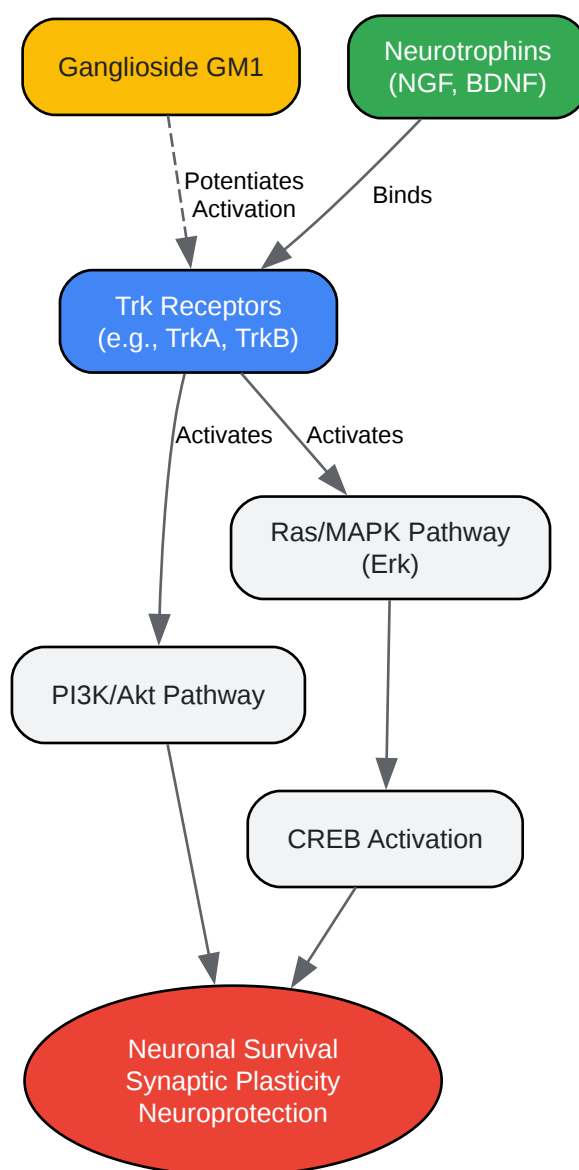 Ganglioside GM1
Neurotrophins
(NGF, BDNF)
Potentiates
Activation
Binds
Trk Receptors
(e.g., TrkA, TrkB)
Activates
Activates
Ras/MAPK Pathway
(Erk)
PI3K/Akt Pathway
CREB Activation
Neuronal Survival
Synaptic Plasticity
Neuroprotection